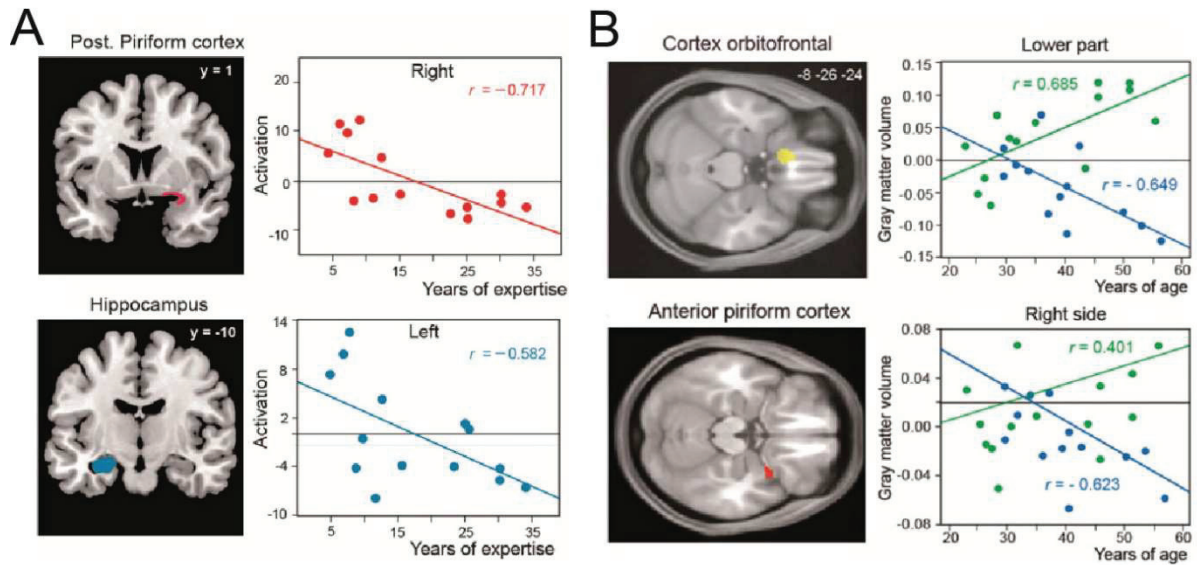 A
Post. Piriform cortex
y = 1
Right
r = -0.717
20
10
0
-10
Activation
5
15
25
35
Years of expertise
Hippocampus
y = -10
Left
r = -0.582
14
8
2
-4
-10
Activation
5
15
25
35
Years of expertise
B
Cortex orbitofrontal
-8 -26 -24
Lower part
r = 0.685
r = - 0.649
0.15
0.10
0.05
0.00
-0.05
-0.10
-0.15
Gray matter volume
20
30
40
50
60
Years of age
Anterior piriform cortex
Right side
r = 0.401
r = - 0.623
0.08
0.04
0.00
-0.04
-0.08
Gray matter volume
20
30
40
50
60
Years of age